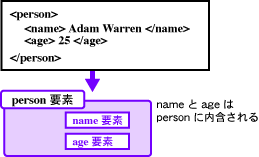 <person>
<name> Adam Warren </name>
<age> 25 </age>
</person>
person 要素
name 要素
age 要素
name と age は
person に内含される